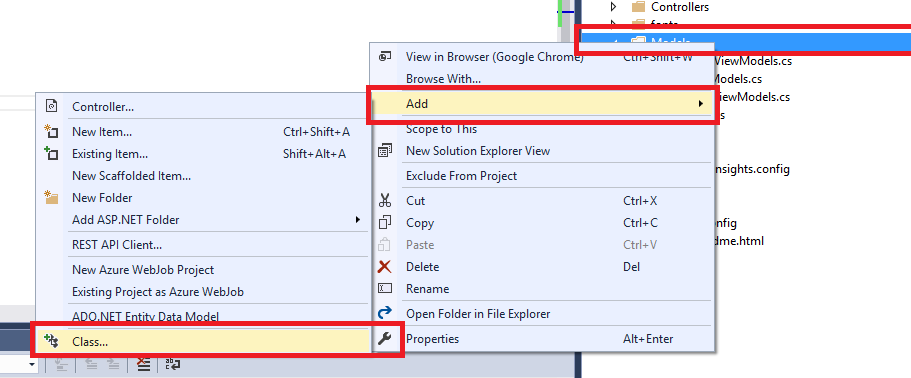 Controllers
fonts
Models
ViewModels.cs
Models.cs
ViewModels.cs
View in Browser (Google Chrome) Ctrl+Shift+W
Browse With...
Add
Scope to This
New Solution Explorer View
Exclude From Project
Cut Ctrl+X
Copy Ctrl+C
Paste Ctrl+V
Delete Del
Rename
Open Folder in File Explorer
Properties Alt+Enter
Controller...
New Item... Ctrl+Shift+A
Existing Item... Shift+Alt+A
New Scaffolded Item...
New Folder
Add ASP.NET Folder
REST API Client...
New Azure WebJob Project
Existing Project as Azure WebJob
ADO.NET Entity Data Model
Class...
nsights.config
nfig
dme.html